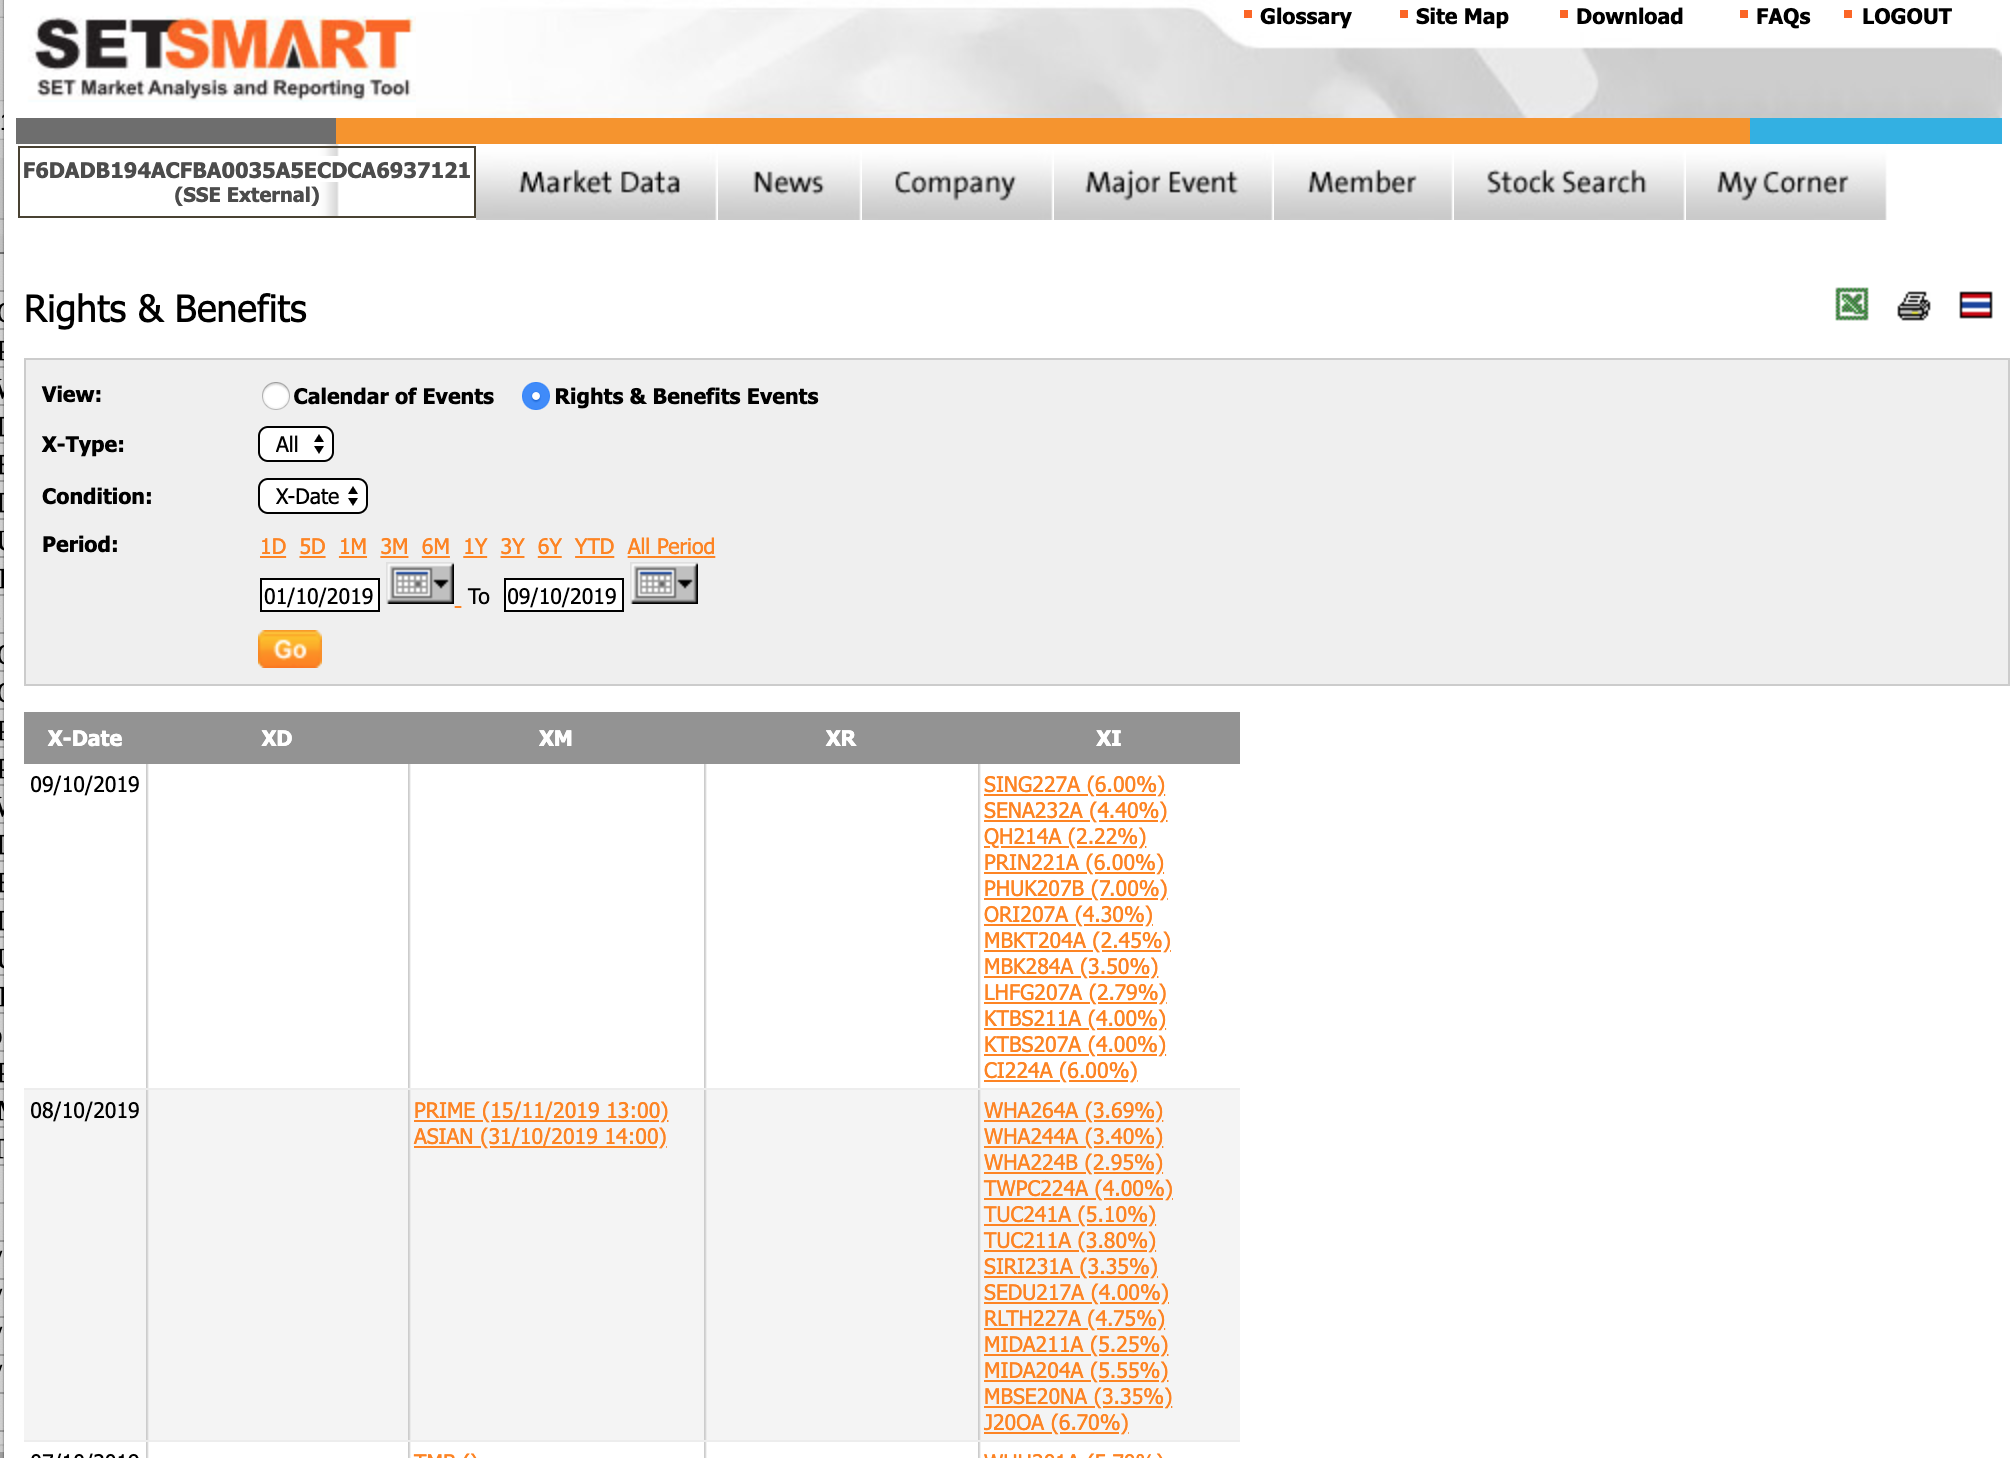 Glossary Site Map Download FAQs LOGOUT
SETSMART
SET Market Analysis and Reporting Tool
F6DADB194ACFBA0035A5ECDCA6937121
(SSE External)
Market Data News Company Major Event Member Stock Search My Corner
Rights & Benefits
View: Calendar of Events Rights & Benefits Events
X-Type: All
Condition: X-Date
Period: 1D 5D 1M 3M 6M 1Y 3Y 6Y YTD All Period
01/10/2019 To 09/10/2019
Go
X-Date XD XM XR XI
09/10/2019 SING227A (6.00%)
SENA232A (4.40%)
QH214A (2.22%)
PRIN221A (6.00%)
PHUK207B (7.00%)
ORI207A (4.30%)
MBKT204A (2.45%)
MBK284A (3.50%)
LHFG207A (2.79%)
KTBS211A (4.00%)
KTBS207A (4.00%)
CI224A (6.00%)
08/10/2019 PRIME (15/11/2019 13:00) WHA264A (3.69%)
ASIAN (31/10/2019 14:00) WHA244A (3.40%)
WHA224B (2.95%)
TWPC224A (4.00%)
TUC241A (5.10%)
TUC211A (3.80%)
SIRI231A (3.35%)
SEDU217A (4.00%)
RLTH227A (4.75%)
MIDA211A (5.25%)
MIDA204A (5.55%)
MBSE20NA (3.35%)
J20OA (6.70%)